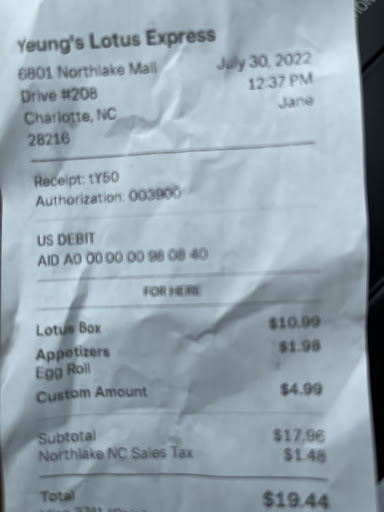 Yeung's Lotus Express
6801 Northlake Mall
Drive #208
Charlotte, NC
28216
July 30, 2022
12:37 PM
Jane
Receipt: tY50
Authorization: 003900
US DEBIT
AID A0 00 00 00 98 08 40
FOR HERE
Lotus Box $10.99
Appetizers $1.98
Egg Roll
Custom Amount $4.99
Subtotal $17.96
Northlake NC Sales Tax $1.48
Total $19.44